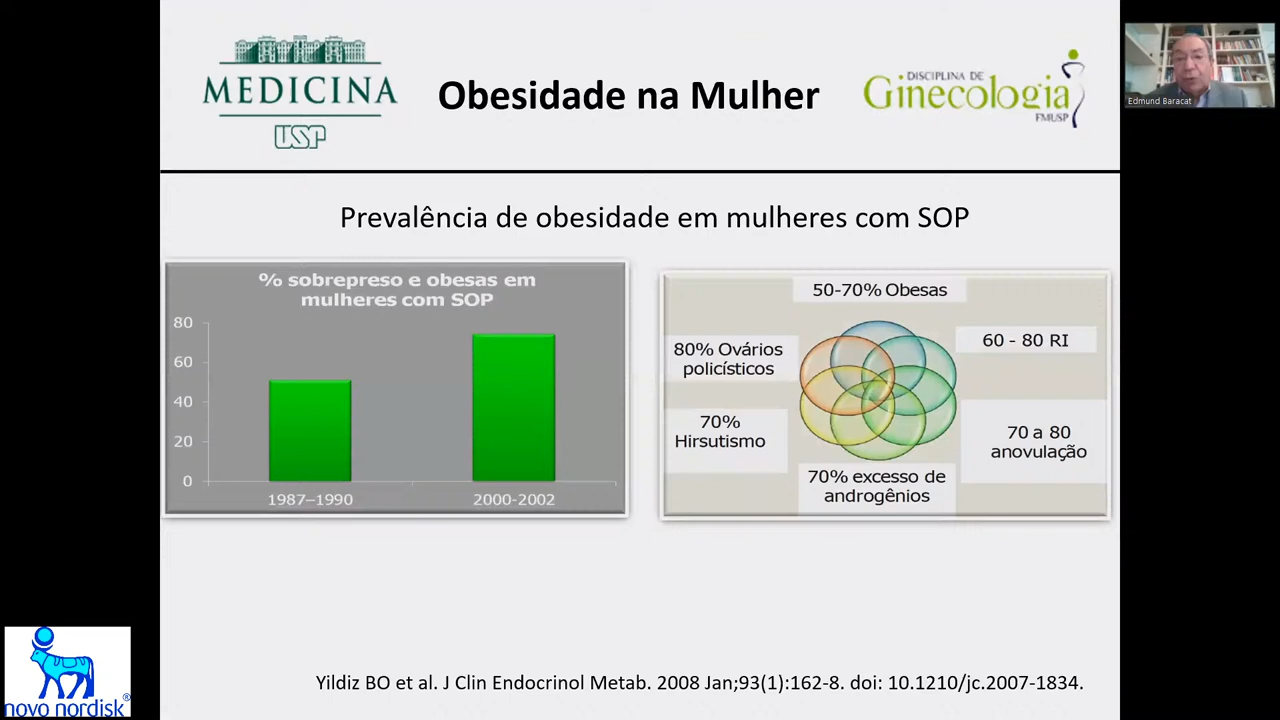 MEDICINA
USP
Obesidade na Mulher
DISCIPLINA DE
Ginecologia
FMUSP
Edmund Baracat
Prevalência de obesidade em mulheres com SOP
% sobrepreso e obesas em
mulheres com SOP
80
60
40
20
0
1987–1990
2000-2002
50-70% Obesas
60 - 80 RI
80% Ovários
policísticos
70%
Hirsutismo
70 a 80
anovulação
70% excesso de
androgênios
Yildiz BO et al. J Clin Endocrinol Metab. 2008 Jan;93(1):162-8. doi: 10.1210/jc.2007-1834.
novo nordisk®